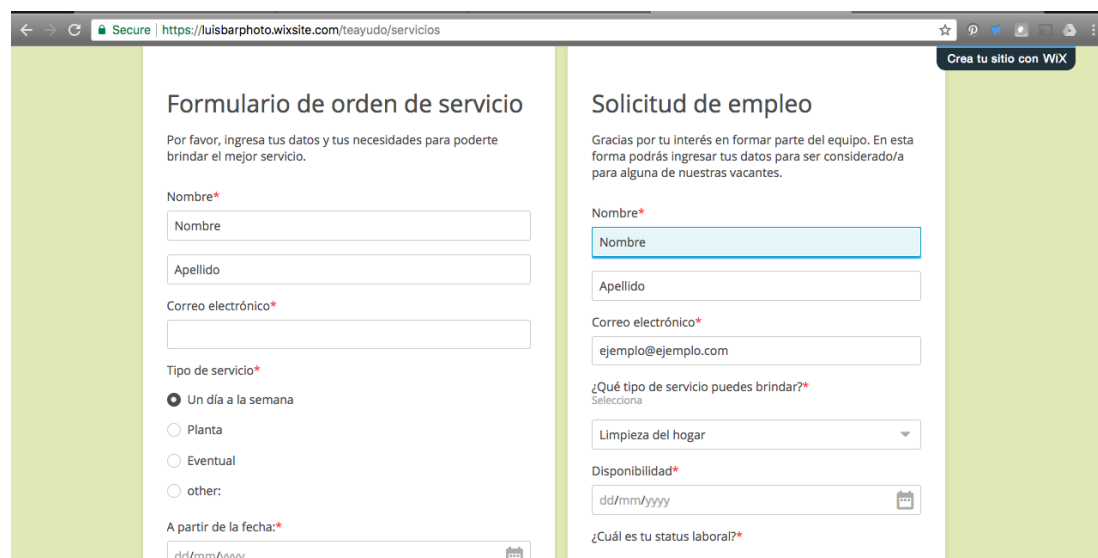 Secure https://luisbarphoto.wixsite.com/teayudo/servicios
Crea tu sitio con WiX
Formulario de orden de servicio
Por favor, ingresa tus datos y tus necesidades para poderte
brindar el mejor servicio.
Nombre*
Nombre
Apellido
Correo electrónico*
Tipo de servicio*
Un día a la semana
Planta
Eventual
other:
A partir de la fecha:*
dd/mm/yyyy
Solicitud de empleo
Gracias por tu interés en formar parte del equipo. En esta
forma podrás ingresar tus datos para ser considerado/a
para alguna de nuestras vacantes.
Nombre*
Nombre
Apellido
Correo electrónico*
ejemplo@ejemplo.com
¿Qué tipo de servicio puedes brindar?*
Selecciona
Limpieza del hogar
Disponibilidad*
dd/mm/yyyy
¿Cuál es tu status laboral?*